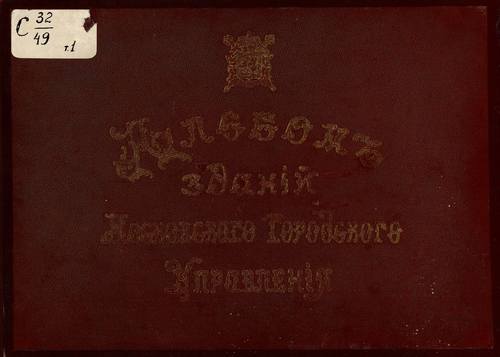 С 32/49
т.1
Альбомъ
зданій
Московскаго Городского
Управленія